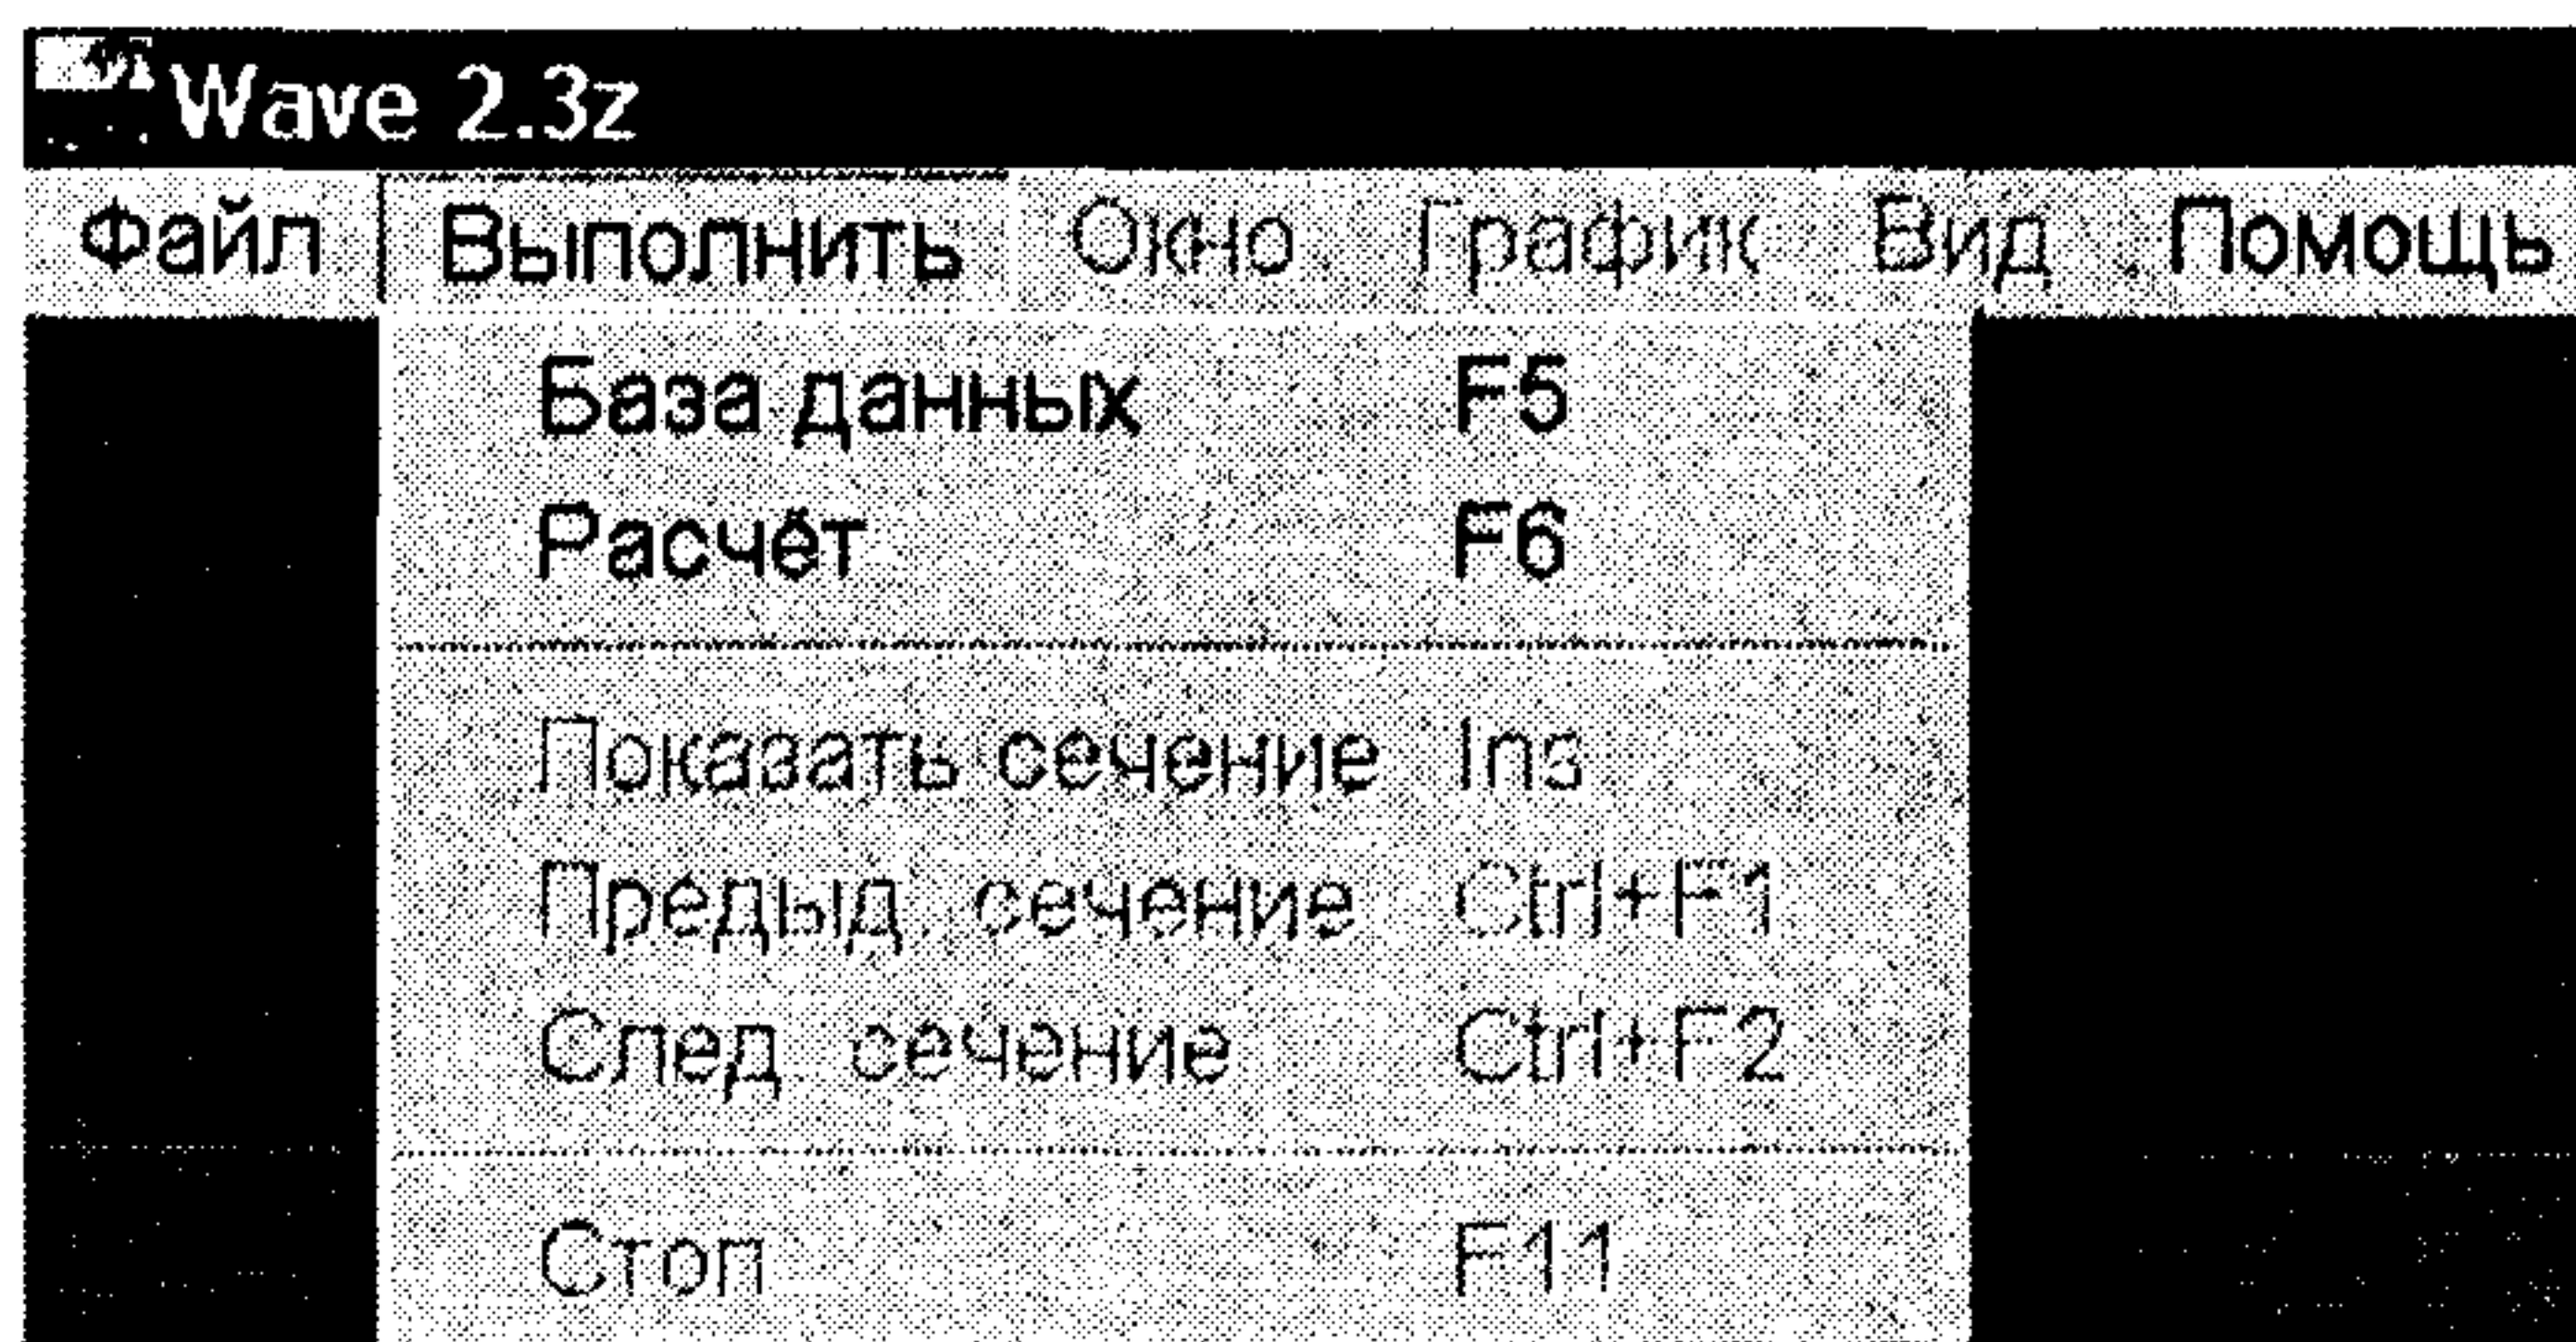 Wave 2.3z
Файл Выполнить Окно График Вид Помощь
База данных F5
Расчёт F6
Показать сечение Ins
Предыд. сечение Ctrl+F1
След. сечение Ctrl+F2
Стоп F11